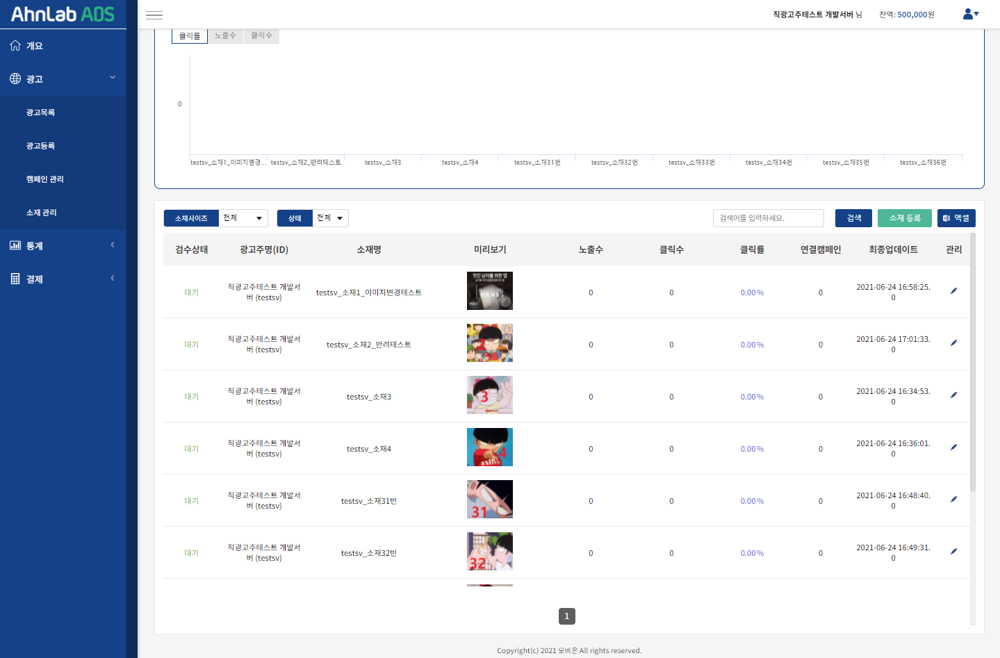 AhnLab ADS
직광고주테스트 개발서버 님
잔액: 500,000원
개요
광고
광고목록
광고등록
캠페인 관리
소재 관리
통계
결제
클릭률 노출수 클릭수
0
testsv_소재1_이미지변경... testsv_소재2_반려테스트 testsv_소재3 testsv_소재4 testsv_소재31번 testsv_소재32번 testsv_소재33번 testsv_소재34번 testsv_소재35번 testsv_소재36번
소재사이즈 전체 상태 전체 검색어를 입력하세요. 검색 소재 등록 엑셀
검수상태 광고주명(ID) 소재명 미리보기 노출수 클릭수 클릭률 연결캠페인 최종업데이트 관리
멋진 남자를 위한 앱
MANS
대기 직광고주테스트 개발서 testsv_소재1_이미지변경테스트 0 0 0.00% 0 2021-06-24 16:58:25.
버 (testsv) 0
대기 직광고주테스트 개발서 testsv_소재2_반려테스트 0 0 0.00% 0 2021-06-24 17:01:33.
버 (testsv) 0
대기 직광고주테스트 개발서 testsv_소재3 3 0 0 0.00% 0 2021-06-24 16:34:53.
버 (testsv) 0
대기 직광고주테스트 개발서 testsv_소재4 4 0 0 0.00% 0 2021-06-24 16:36:01.
버 (testsv) 0
대기 직광고주테스트 개발서 testsv_소재31번 31 0 0 0.00% 0 2021-06-24 16:48:40.
버 (testsv) 0
대기 직광고주테스트 개발서 testsv_소재32번 32 0 0 0.00% 0 2021-06-24 16:49:31.
버 (testsv) 0
1
Copyright(c) 2021 모비온 All rights reserved.